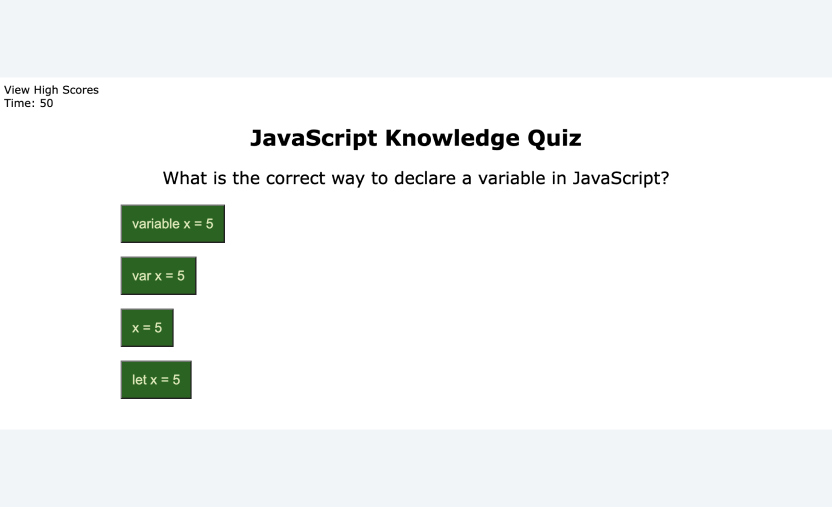 View High Scores
Time: 50
JavaScript Knowledge Quiz
What is the correct way to declare a variable in JavaScript?
variable x = 5
var x = 5
x = 5
let x = 5